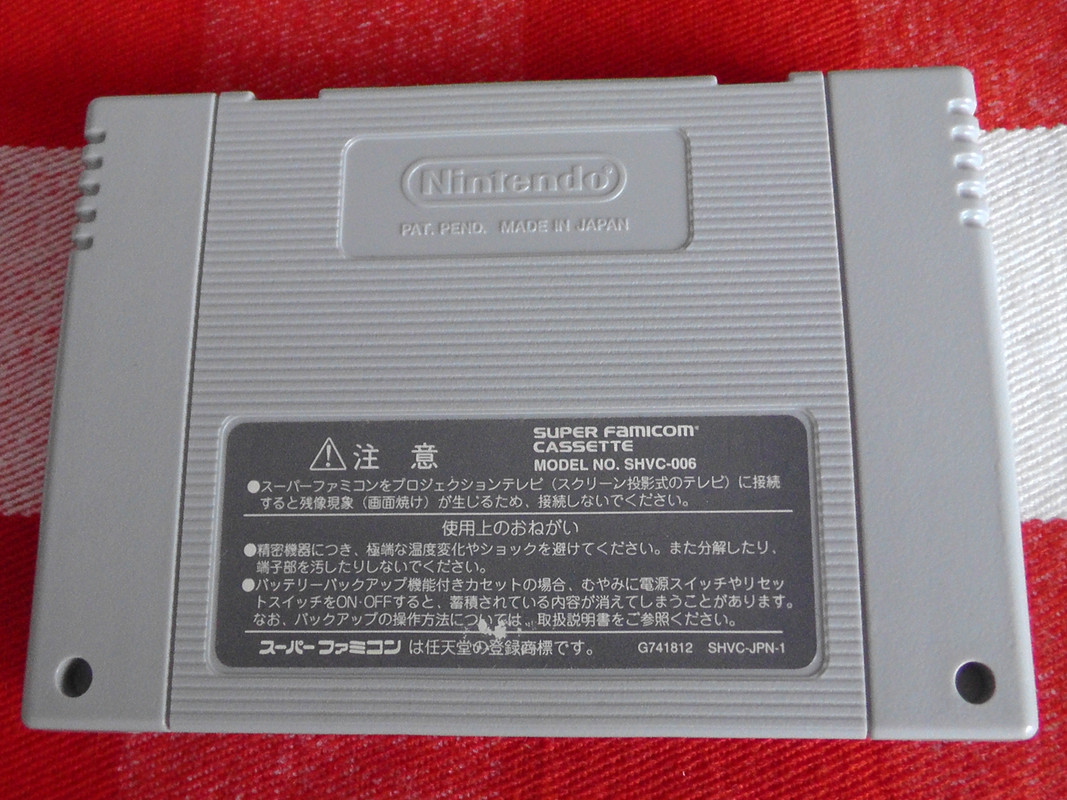 Nintendo®
PAT. PEND. MADE IN JAPAN
注 意
SUPER FAMICOM®
CASSETTE
MODEL NO. SHVC-006
●スーパーファミコンをプロジェクションテレビ（スクリーン投影式のテレビ）に接続
すると残像現象（画面焼け）が生じるため、接続しないでください。
使用上のおねがい
●精密機器につき、極端な温度変化やショックを避けてください。また分解したり、
端子部を汚したりしないでください。
●バッテリーバックアップ機能付きカセットの場合、むやみに電源スイッチやリセッ
トスイッチをON·OFFすると、蓄積されている内容が消えてしまうことがあります。
なお、バックアップの操作方法については、取扱説明書をご参照ください。
スーパーファミコン は任天堂の登録商標です。 G741812 SHVC-JPN-1